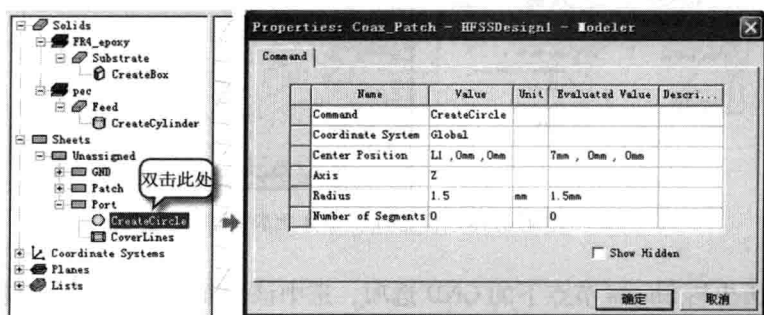 Solids
FR4_epoxy
Substrate
CreateBox
pec
Feed
CreateCylinder
Sheets
Unassigned
GND
Patch
Port
CreateCircle
CoverLines
Coordinate Systems
Planes
Lists
双击此处
Properties: Coax_Patch - HFSSDesign1 - Modeler
Command
Name Value Unit Evaluated Value Descri...
Command CreateCircle
Coordinate System Global
Center Position L1 ,0mm ,0mm 7mm , 0mm , 0mm
Axis Z
Radius 1.5 mm 1.5mm
Number of Segments 0 0
Show Hidden
确定 取消